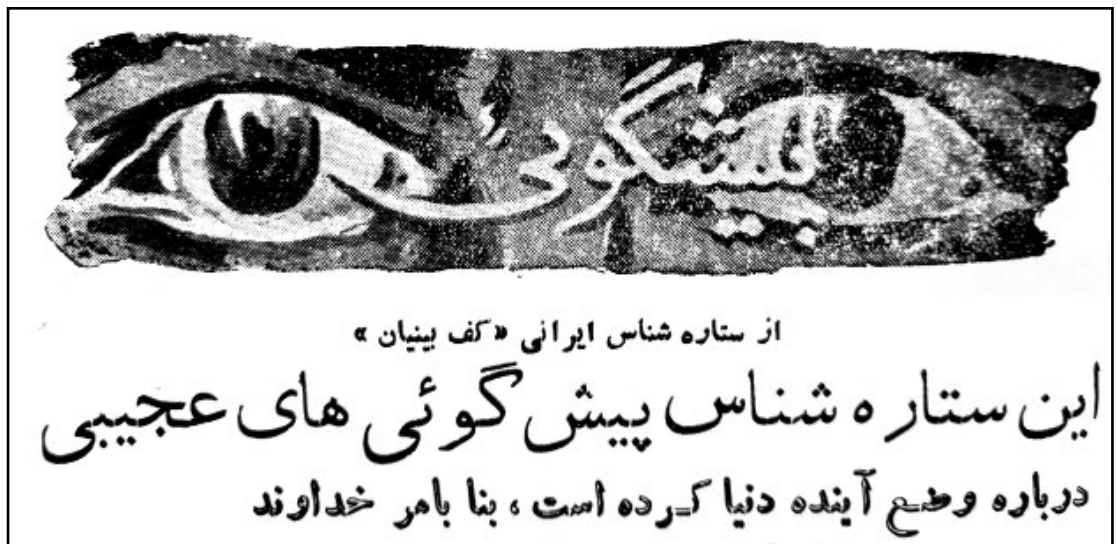 پیشگوئی
از ستاره شناس ایرانی «کف بینیان»
این ستاره شناس پیش گوئی های عجیبی
درباره وضع آینده دنیا کرده است، بنا بامر خداوند